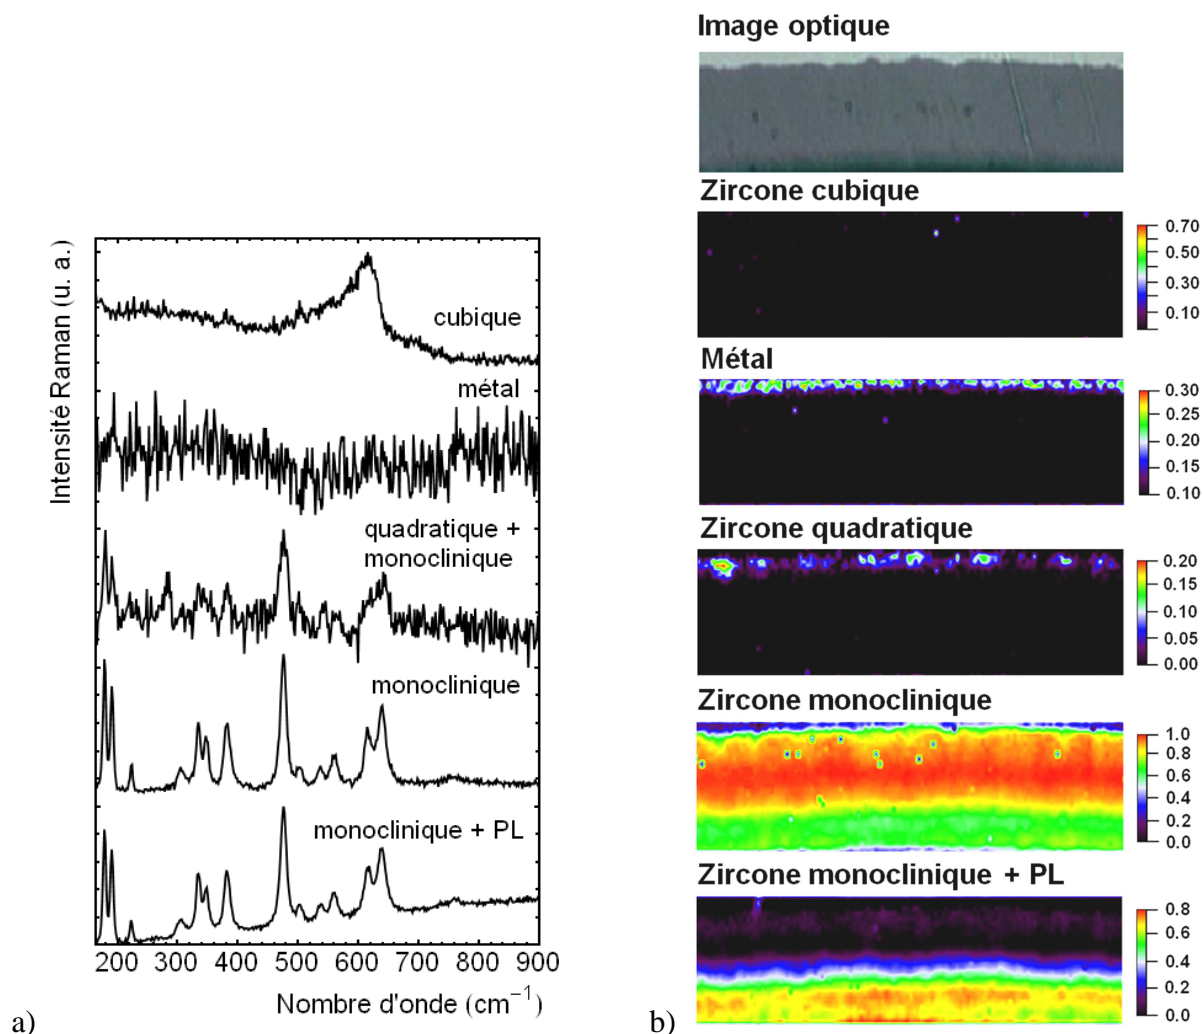 Image optique
Zircone cubique
0.70
0.50
0.30
0.10
Métal
0.30
0.25
0.20
0.15
0.10
Zircone quadratique
0.20
0.15
0.10
0.05
0.00
Zircone monoclinique
1.0
0.8
0.6
0.4
0.2
0.0
Zircone monoclinique + PL
0.8
0.6
0.4
0.2
0.0
Intensité Raman (u. a.)
cubique
métal
quadratique +
monoclinique
monoclinique
monoclinique + PL
200 300 400 500 600 700 800 900
Nombre d'onde (cm⁻¹)
a)
b)